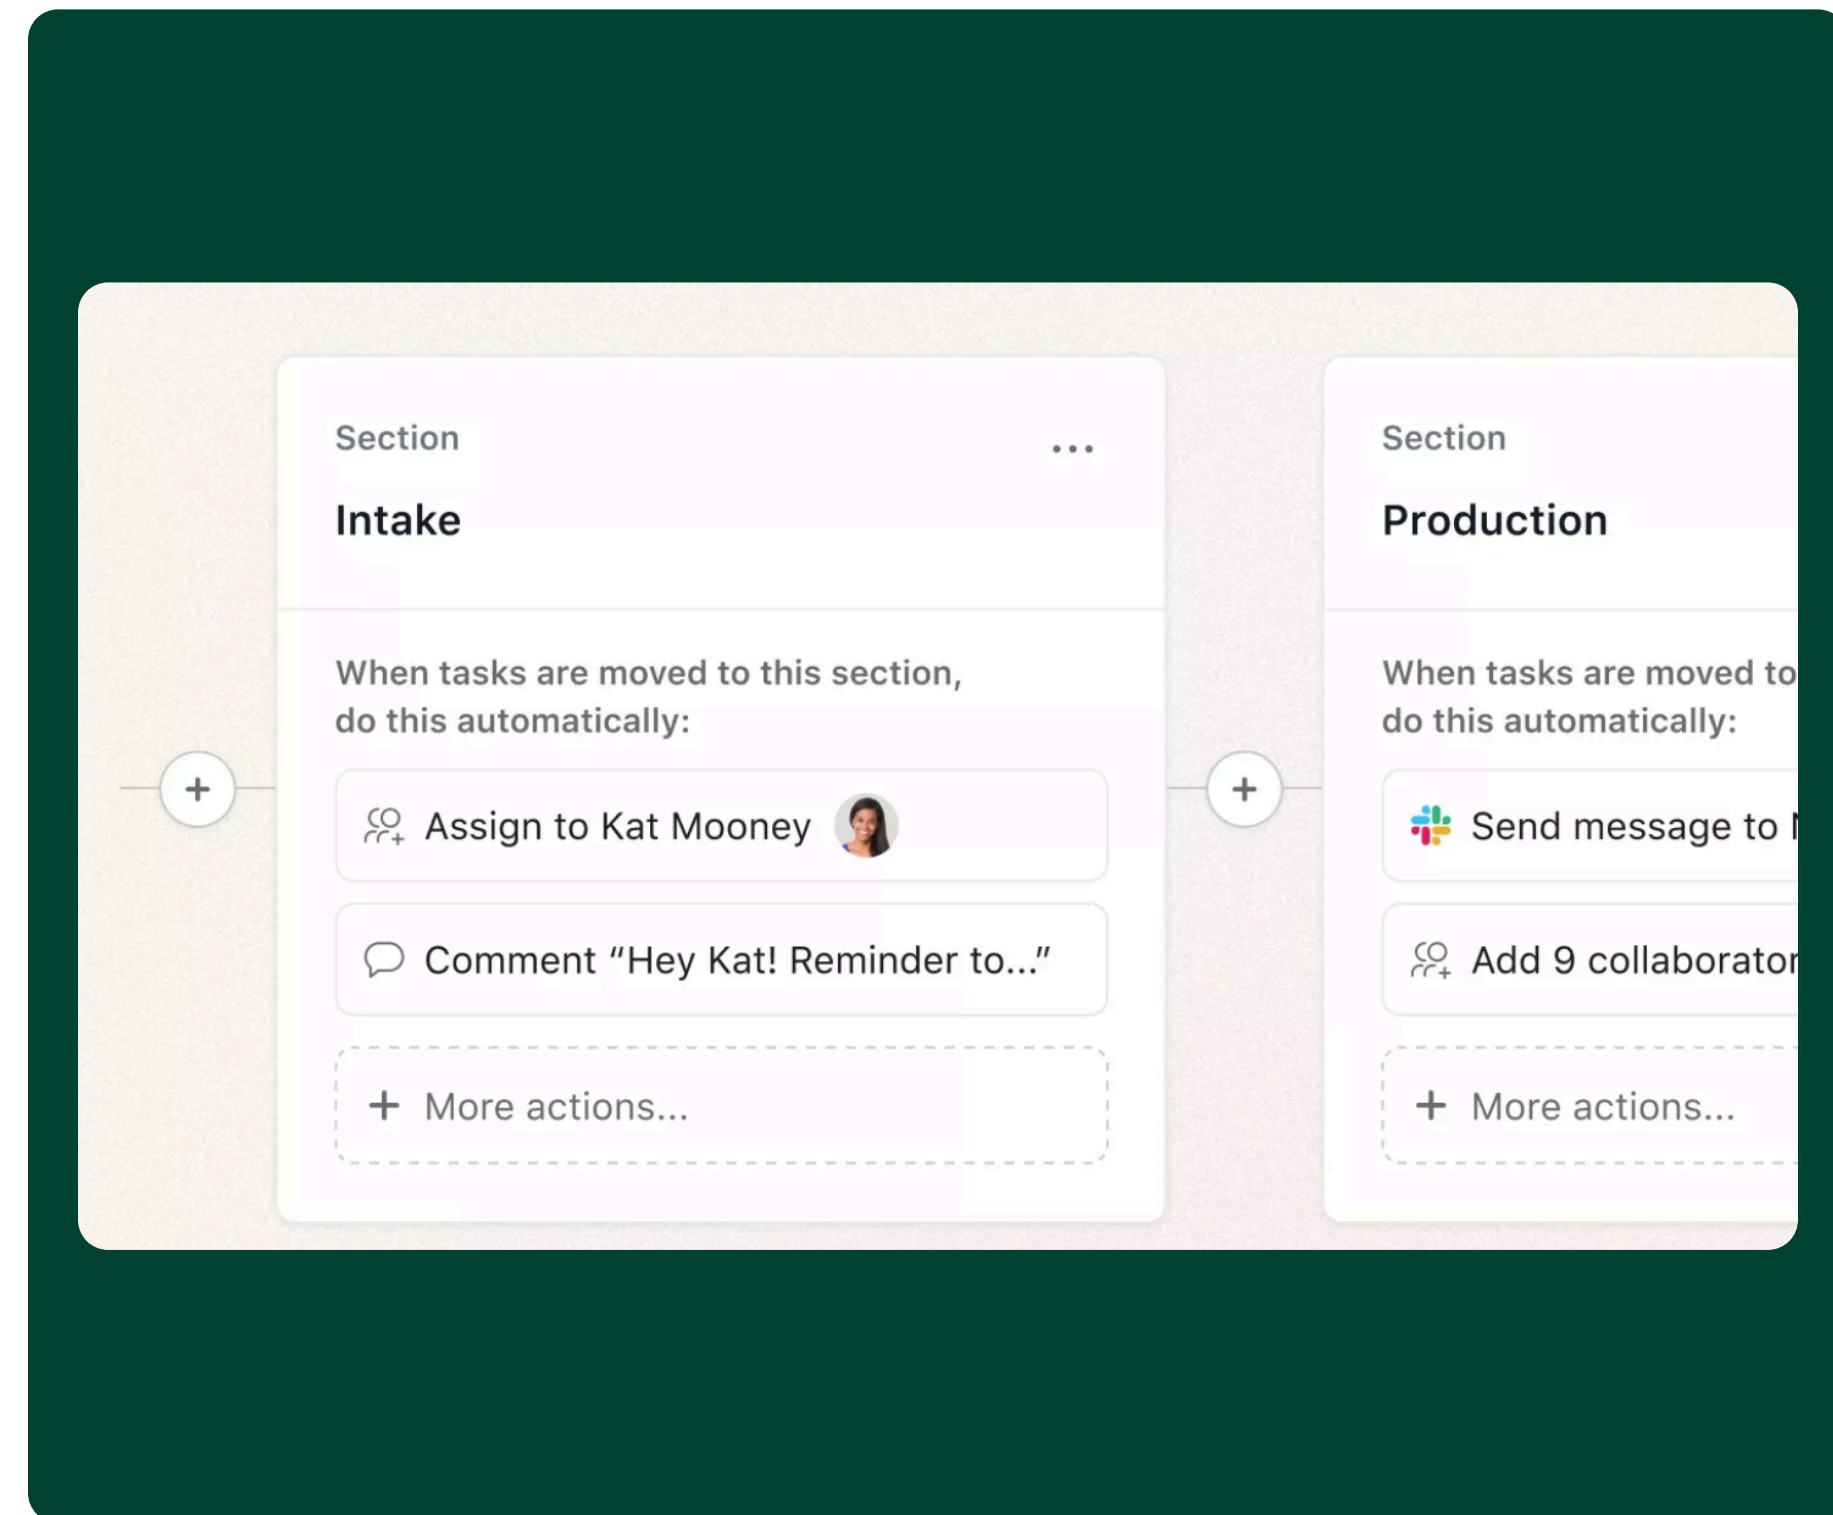 Section
Intake
When tasks are moved to this section,
do this automatically:
Assign to Kat Mooney
Comment “Hey Kat! Reminder to...”
More actions...
Section
Production
When tasks are moved to
do this automatically:
Send message to
Add 9 collaborator
More actions...